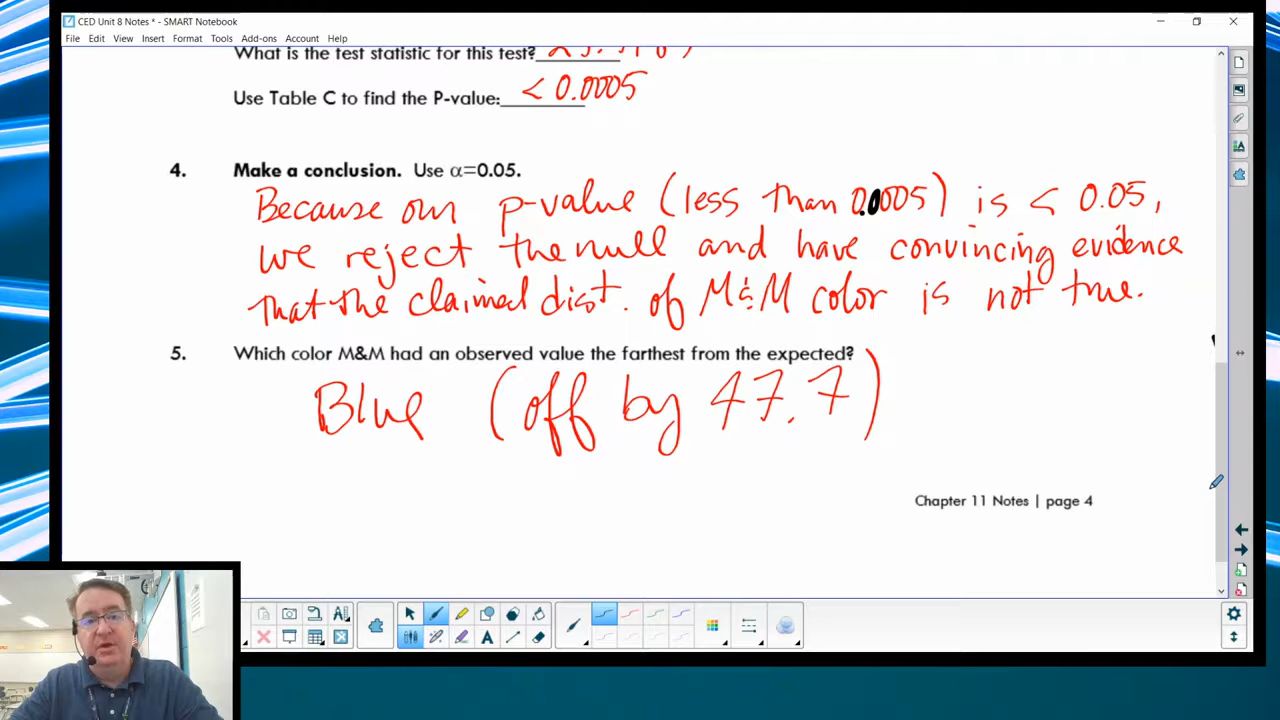 CED Unit 8 Notes * - SMART Notebook
File Edit View Insert Format Tools Add-ons Account Help
What is the test statistic for this test?
Use Table C to find the P-value: < 0.0005
4. Make a conclusion. Use α=0.05.
Because our p-value (less than 0.0005) is < 0.05,
we reject the null and have convincing evidence
that the claimed dist. of M&M color is not true.
5. Which color M&M had an observed value the farthest from the expected?
Blue (off by 47.7)
Chapter 11 Notes | page 4